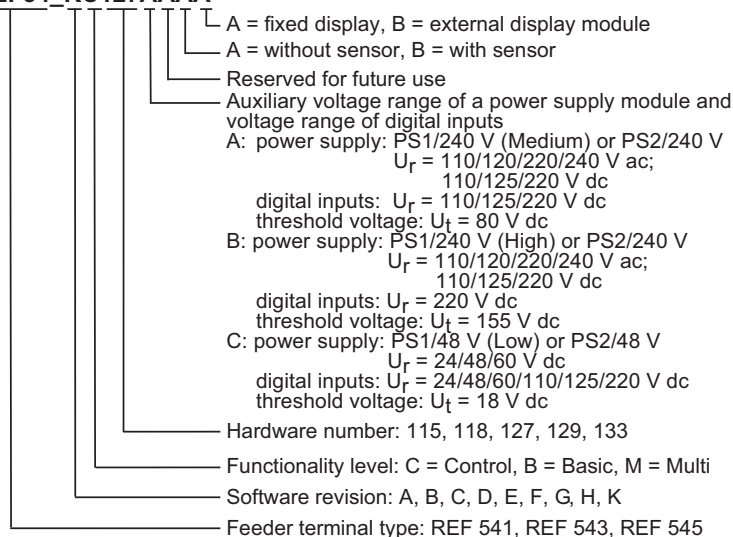 A = fixed display, B = external display module
A = without sensor, B = with sensor
Reserved for future use
Auxiliary voltage range of a power supply module and
voltage range of digital inputs
A: power supply: PS1/240 V (Medium) or PS2/240 V
Ur = 110/120/220/240 V ac;
110/125/220 V dc
digital inputs: Ur = 110/125/220 V dc
threshold voltage: Ut = 80 V dc
B: power supply: PS1/240 V (High) or PS2/240 V
Ur = 110/120/220/240 V ac;
110/125/220 V dc
digital inputs: Ur = 220 V dc
threshold voltage: Ut = 155 V dc
C: power supply: PS1/48 V (Low) or PS2/48 V
Ur = 24/48/60 V dc
digital inputs: Ur = 24/48/60/110/125/220 V dc
threshold voltage: Ut = 18 V dc
Hardware number: 115, 118, 127, 129, 133
Functionality level: C = Control, B = Basic, M = Multi
Software revision: A, B, C, D, E, F, G, H, K
Feeder terminal type: REF 541, REF 543, REF 545